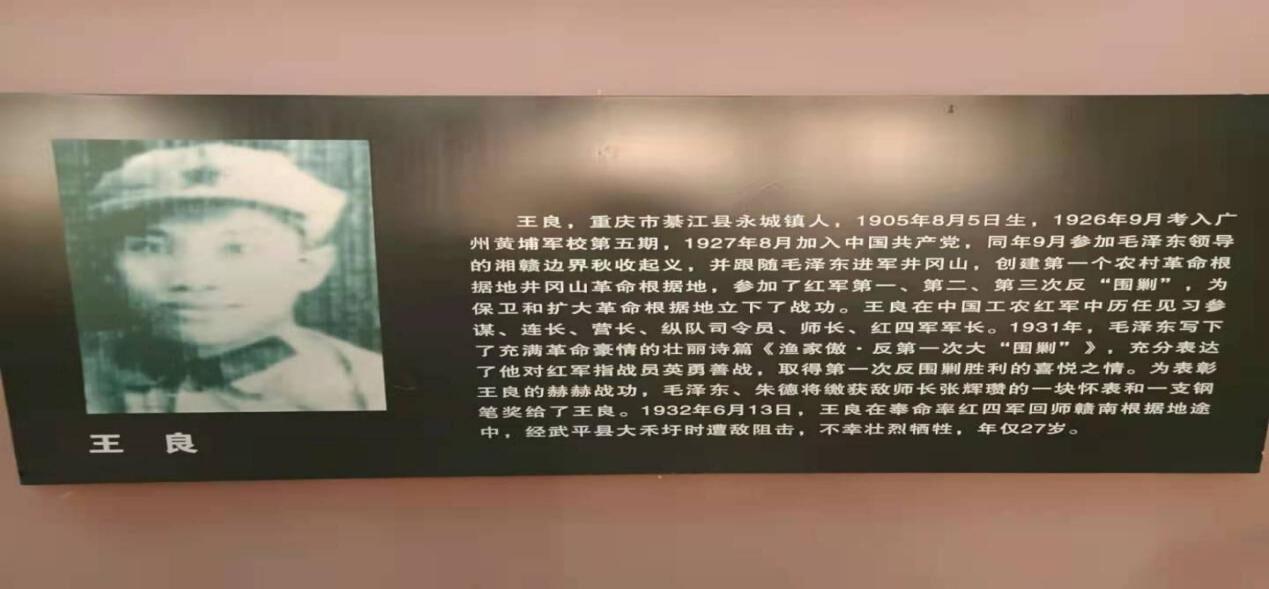 王良，重庆市綦江县永城镇人，1905年8月5日生，1926年9月考入广
州黄埔军校第五期，1927年8月加入中国共产党，同年9月参加毛泽东领导
的湘赣边界秋收起义，并跟随毛泽东进军井冈山，创建第一个农村革命根
据地井冈山革命根据地，参加了红军第一、第二、第三次反“围剿”，为
保卫和扩大革命根据地立下了战功。王良在中国工农红军中历任见习参
谋、连长、营长、纵队司令员、师长、红四军军长。1931年，毛泽东写下
了充满革命豪情的壮丽诗篇《渔家傲·反第一次大“围剿”》，充分表达
了他对红军指战员英勇善战，取得第一次反围剿胜利的喜悦之情。为表彰
王良的赫赫战功，毛泽东、朱德将缴获敌师长张辉瓒的一块怀表和一支钢
笔奖给了王良。1932年6月13日，王良在奉命率红四军回师赣南根据地途
中，经武平县大禾圩时遭敌阻击，不幸壮烈牺牲，年仅27岁。
王 良